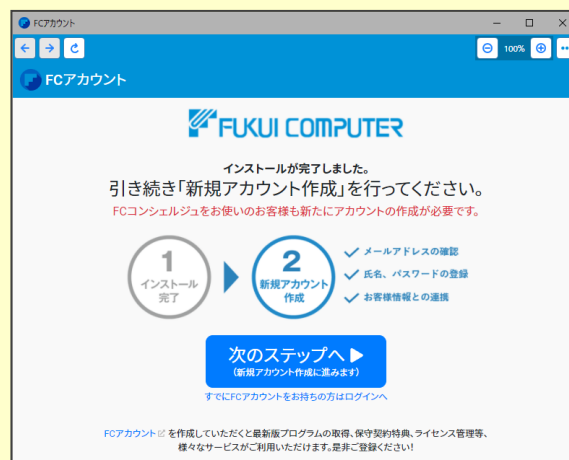 FCアカウント
100%
FCアカウント
FUKUI COMPUTER
インストールが完了しました。
引き続き「新規アカウント作成」を行ってください。
FCコンシェルジュをお使いのお客様も新たにアカウントの作成が必要です。
1
インストール
完了
2
新規アカウント
作成
メールアドレスの確認
氏名、パスワードの登録
お客様情報との連携
次のステップへ ▶
(新規アカウント作成に進みます)
すでにFCアカウントをお持ちの方はログインへ
FCアカウント を作成していただくと最新版プログラムの取得、保守契約特典、ライセンス管理等、
様々なサービスがご利用いただけます。是非ご登録ください!